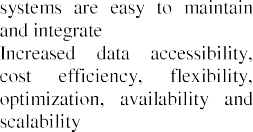 systems are easy to maintain
and integrate
Increased data accessibility,
cost efficiency, flexibility,
optimization, availability and
scalability